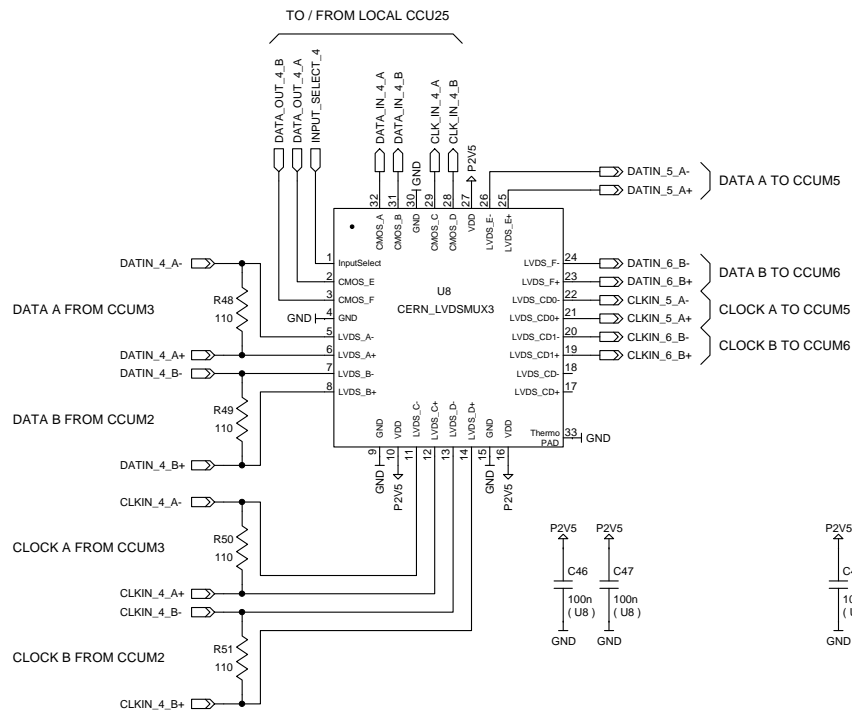 TO / FROM LOCAL CCU25
DATA_OUT_4_B
DATA_OUT_4_A
INPUT_SELECT_4
DATA_IN_4_A
DATA_IN_4_B
GND
CLK_IN_4_A
CLK_IN_4_B
P2V5
DATIN_5_A-
DATIN_5_A+
DATA A TO CCUM5
32 31 30 29 28 27 26 25
CMOS_A
CMOS_B
GND
CMOS_C
CMOS_D
VDD
LVDS_E-
LVDS_E+
U8
CERN_LVDSMUX3
1 InputSelect
2 CMOS_E
3 CMOS_F
GND 4 GND
5 LVDS_A-
6 LVDS_A+
7 LVDS_B-
8 LVDS_B+
LVDS_F- 24 DATIN_6_B-
LVDS_F+ 23 DATIN_6_B+
LVDS_CD0- 22 CLKIN_5_A-
LVDS_CD0+ 21 CLKIN_5_A+
LVDS_CD1- 20 CLKIN_6_B-
LVDS_CD1+ 19 CLKIN_6_B+
LVDS_CD- 18
LVDS_CD+ 17
Thermo
PAD
33 GND
DATA B TO CCUM6
CLOCK A TO CCUM5
CLOCK B TO CCUM6
DATIN_4_A-
R48
110
DATA A FROM CCUM3
DATIN_4_A+
DATIN_4_B-
R49
110
DATA B FROM CCUM2
DATIN_4_B+
GND
VDD
LVDS_C-
LVDS_C+
LVDS_D-
LVDS_D+
GND
VDD
9 10 11 12 13 14 15 16
GND
P2V5
GND
P2V5
CLKIN_4_A-
R50
110
CLOCK A FROM CCUM3
CLKIN_4_A+
CLKIN_4_B-
R51
110
CLOCK B FROM CCUM2
CLKIN_4_B+
P2V5 P2V5
C46 C47
100n 100n
( U8 ) ( U8 )
GND GND
P2V5
GND